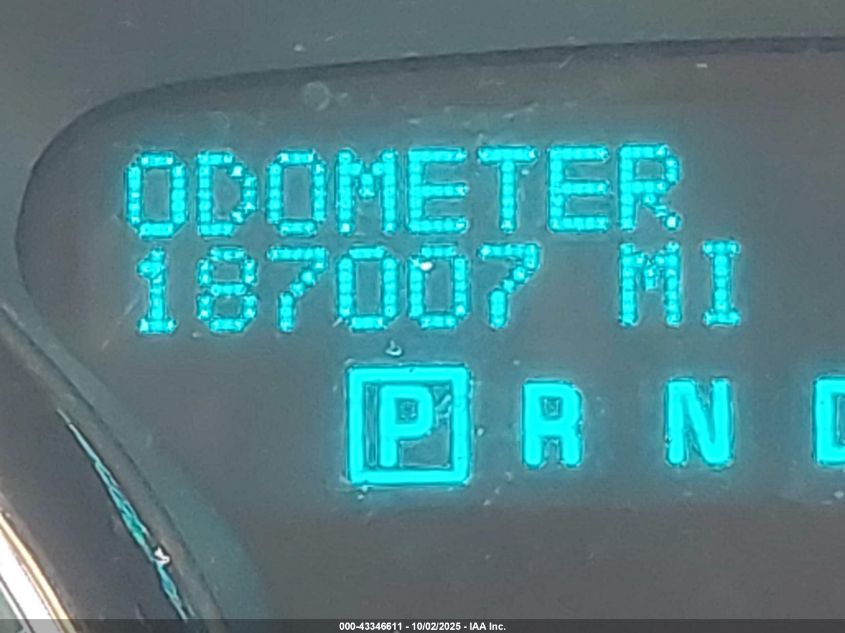 ODOMETER
187007 MI
P R N D
000-43346611 - 10/02/2025 - IAA Inc.